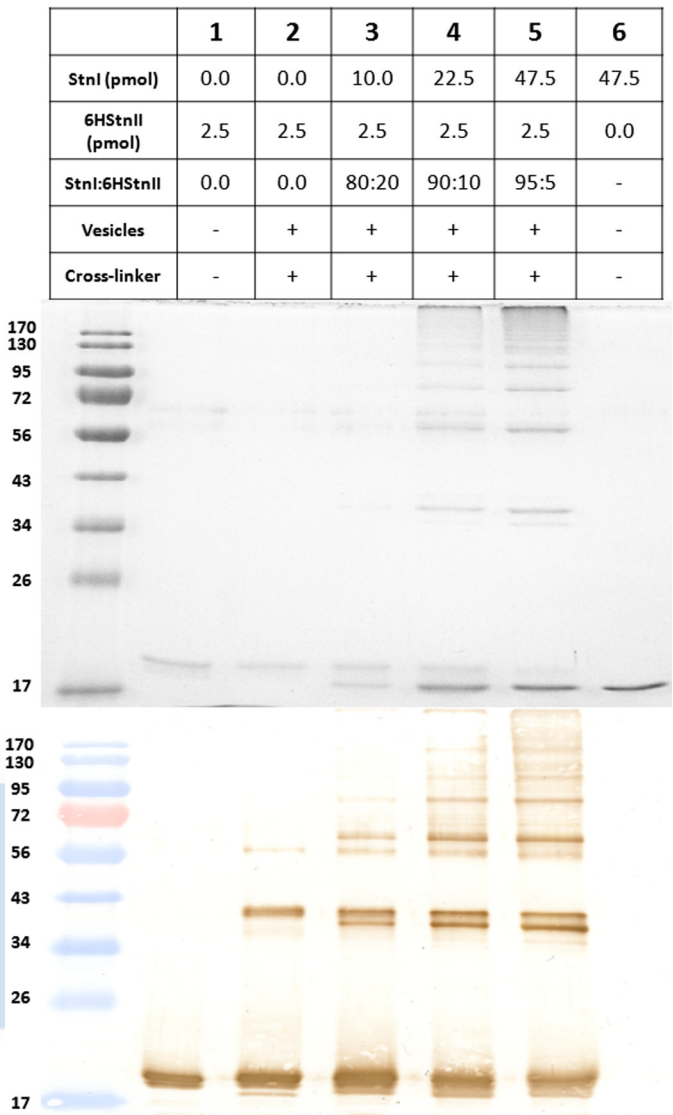 1 2 3 4 5 6
StnI (pmol) 0.0 0.0 10.0 22.5 47.5 47.5
6HStnII
(pmol) 2.5 2.5 2.5 2.5 2.5 0.0
StnI:6HStnII 0.0 0.0 80:20 90:10 95:5 -
Vesicles - + + + + -
Cross-linker - + + + + -
170
130
95
72
56
43
34
26
17
170
130
95
72
56
43
34
26
17